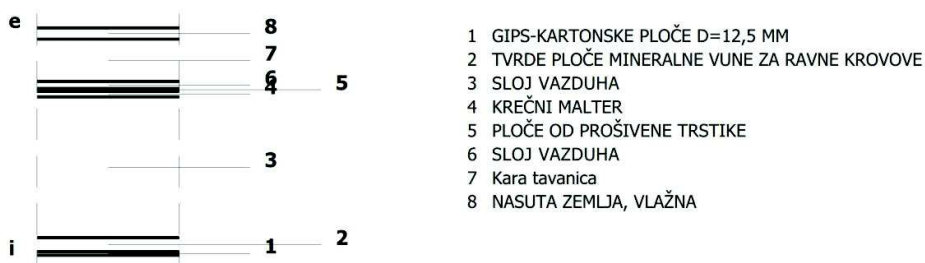 e
8
7
6
4
5
3
2
1
i
1 GIPS-KARTONSKE PLOČE D=12,5 MM
2 TVRDE PLOČE MINERALNE VUNE ZA RAVNE KROVOVE
3 SLOJ VAZDUHA
4 KREČNI MALTER
5 PLOČE OD PROŠIVENE TRSTIKE
6 SLOJ VAZDUHA
7 Kara tavanica
8 NASUTA ZEMLJA, VLAŽNA